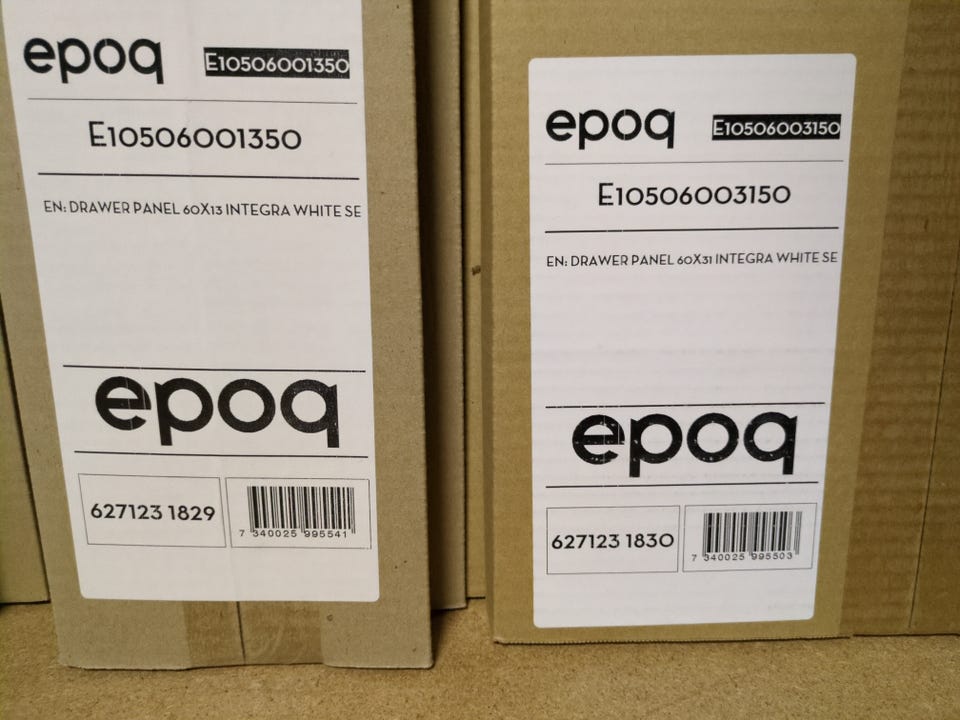 epoq E10506001350
E10506001350
EN: DRAWER PANEL 60X13 INTEGRA WHITE SE
epoq
627123 1829
7 340025 995541
epoq E10506003150
E10506003150
EN: DRAWER PANEL 60X31 INTEGRA WHITE SE
epoq
627123 1830
7 340025 995503